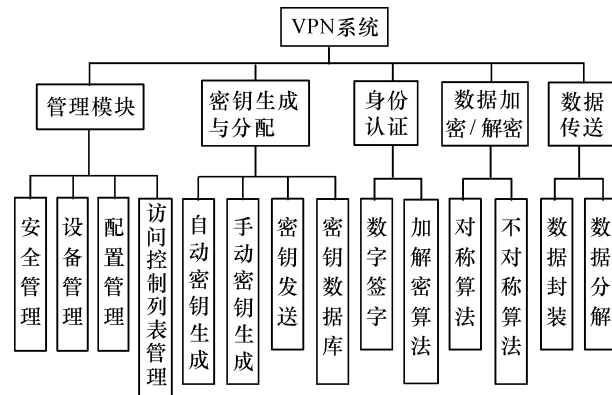 VPN系统
管理模块
密钥生成
与分配
身份
认证
数据加
密/解密
数据
传送
安全管理
设备管理
配置管理
访问控制列表管理
自动密钥生成
手动密钥生成
密钥发送
密钥数据库
数字签字
加解密算法
对称算法
不对称算法
数据封装
数据分解